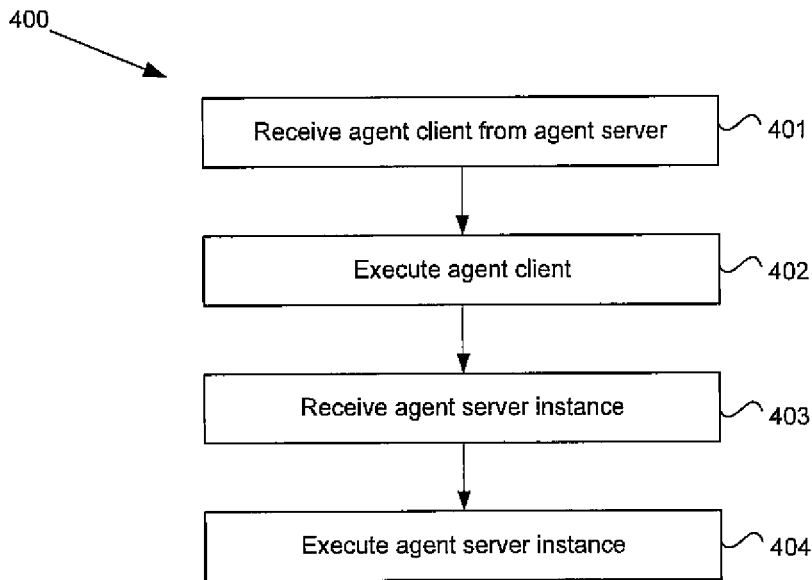 400
Receive agent client from agent server
401
Execute agent client
402
Receive agent server instance
403
Execute agent server instance
404